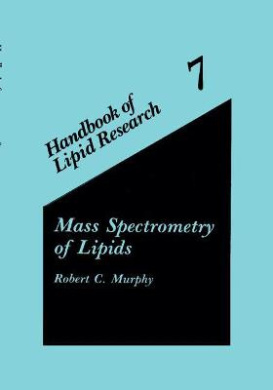 7
Handbook of
Lipid Research
Mass Spectrometry
of Lipids
Robert C. Murphy